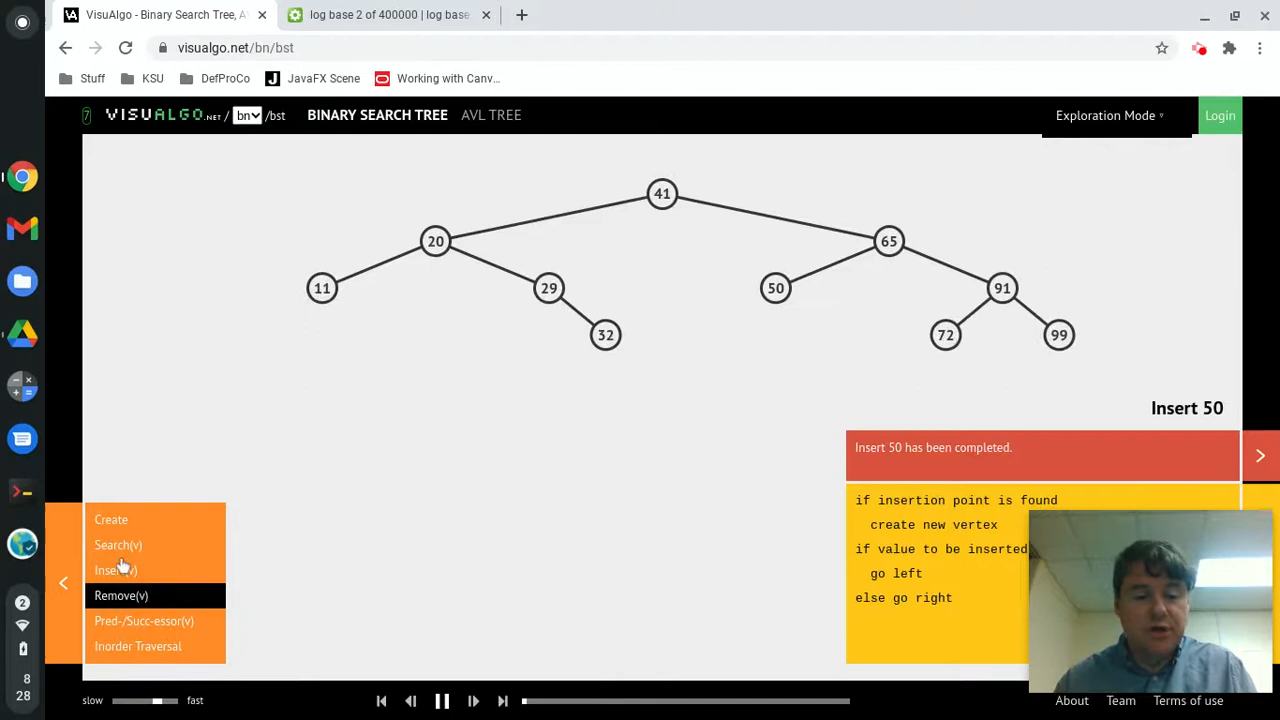 VisuAlgo - Binary Search Tree, A
log base 2 of 400000 | log base
visualgo.net/bn/bst
Stuff
KSU
DefProCo
JavaFX Scene
Working with Canv...
7 VISUALGO.NET / bn /bst
BINARY SEARCH TREE
AVL TREE
Exploration Mode
Login
41
20
65
11
29
50
91
32
72
99
Insert 50
Insert 50 has been completed.
if insertion point is found
create new vertex
if value to be inserted
go left
else go right
Create
Search(v)
Remove(v)
Pred-/Succ-essor(v)
Inorder Traversal
2
8
28
slow
fast
About
Team
Terms of use